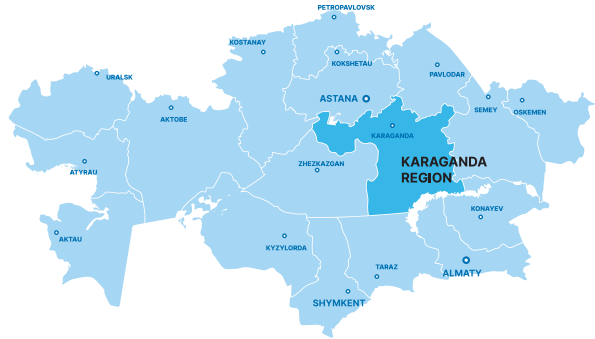 PETROPAVLOVSK
KOSTANAY
KOKSHETAU
PAVLODAR
URALSK
ASTANA
AKTOBE
SEMEY
OSKEMEN
KARAGANDA
ZHEZKAZGAN
KARAGANDA
REGION
ATYRAU
KONAYEV
AKTAU
KYZYLORDA
TARAZ
ALMATY
SHYMKENT